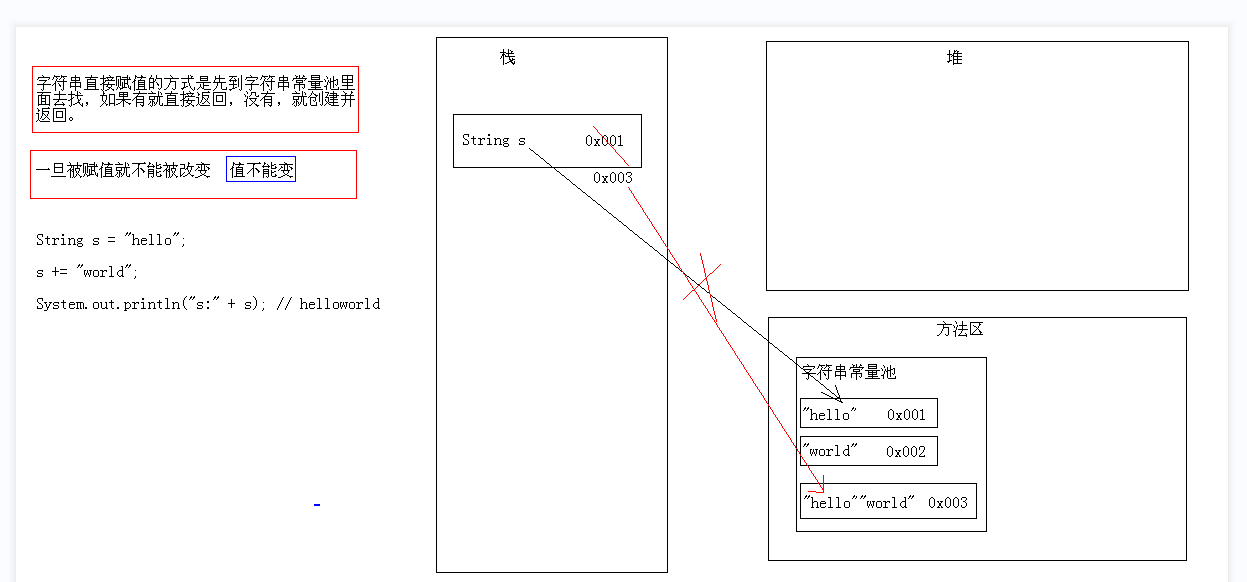 字符串直接赋值的方式是先到字符串常量池里
面去找，如果有就直接返回，没有，就创建并
返回。
一旦被赋值就不能被改变 值不能变
String s = "hello";
s += "world";
System.out.println("s:" + s); // helloworld
栈
String s 0x001
0x003
堆
方法区
字符串常量池
"hello" 0x001
"world" 0x002
"hello""world" 0x003